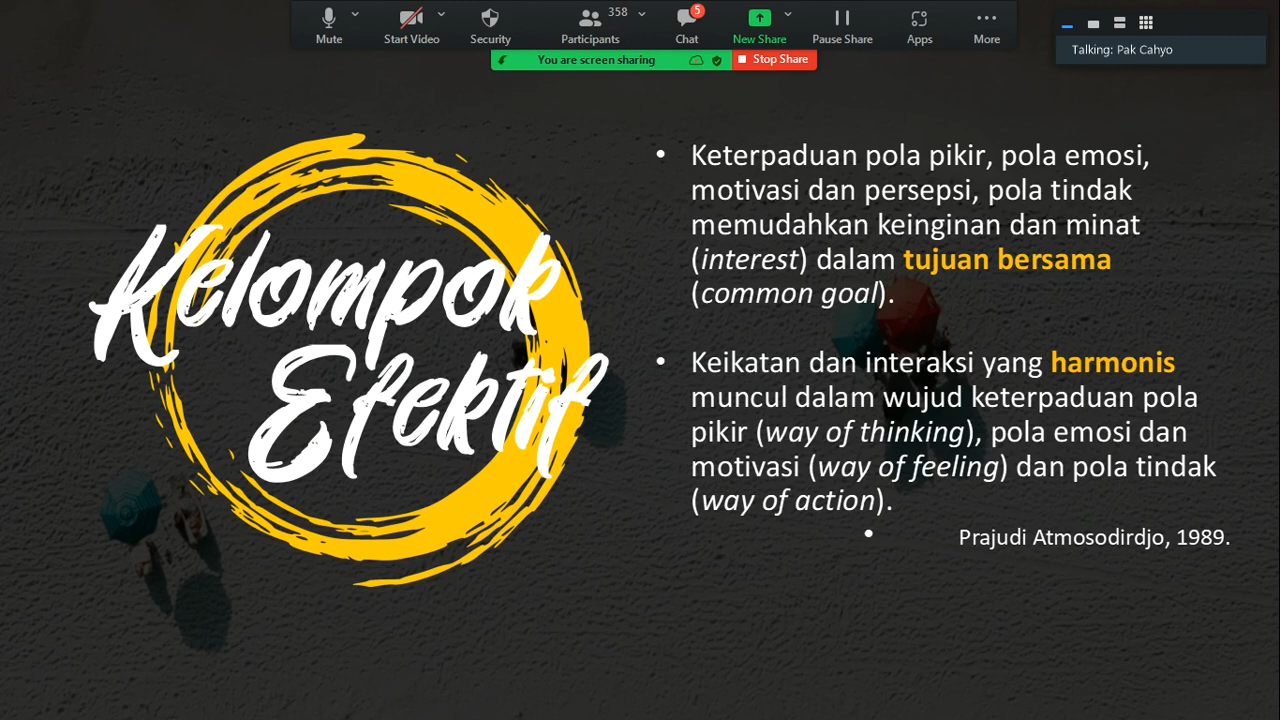 358
5
Mute
Start Video
Security
Participants
Chat
New Share
Pause Share
Apps
More
You are screen sharing
Stop Share
Talking: Pak Cahyo
Kelompok
Efektif
• Keterpaduan pola pikir, pola emosi,
motivasi dan persepsi, pola tindak
memudahkan keinginan dan minat
(interest) dalam tujuan bersama
(common goal).
• Keikatan dan interaksi yang harmonis
muncul dalam wujud keterpaduan pola
pikir (way of thinking), pola emosi dan
motivasi (way of feeling) dan pola tindak
(way of action).
• Prajudi Atmosodirdjo, 1989.